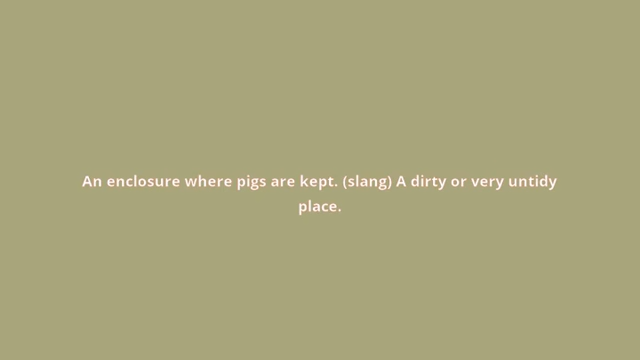 An enclosure where pigs are kept. (slang) A dirty or very untidy
place.